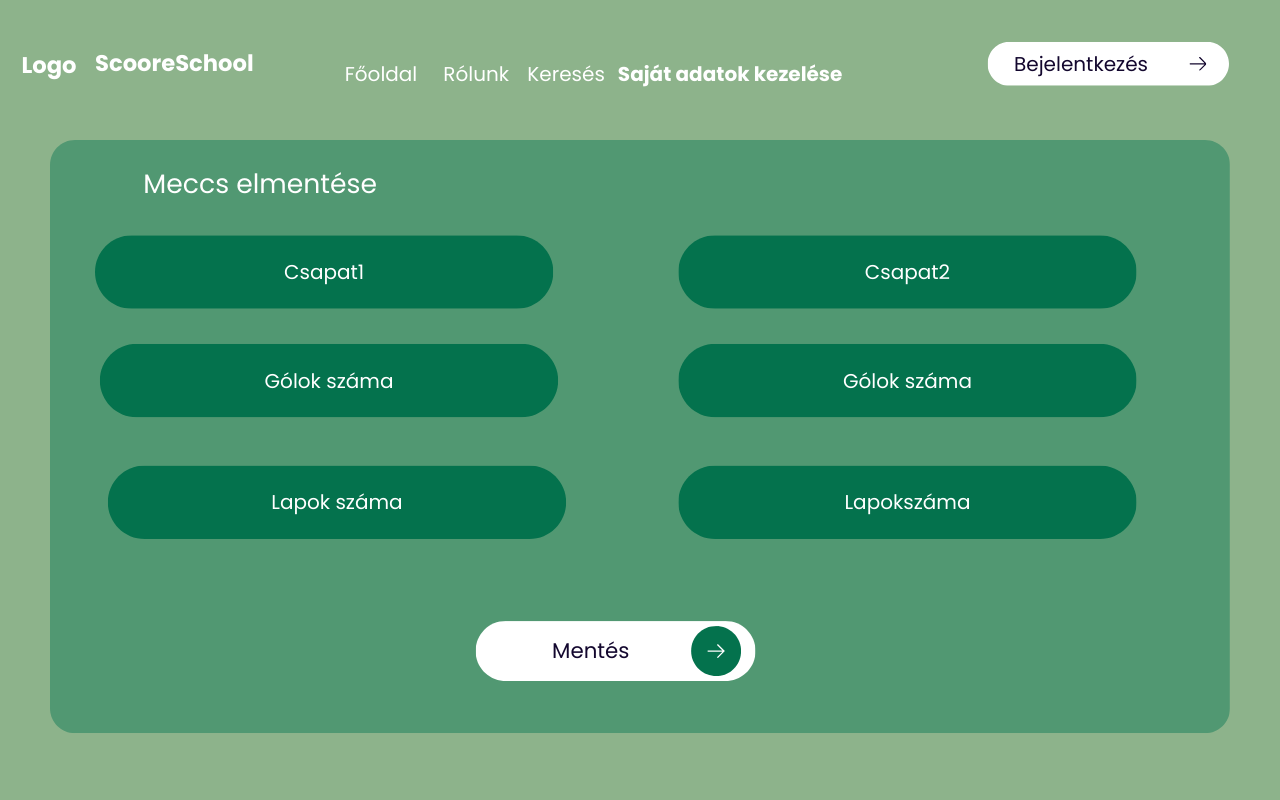 Logo
ScooreSchool
Főoldal
Rólunk
Keresés
Saját adatok kezelése
Bejelentkezés
Meccs elmentése
Csapat1
Csapat2
Gólok száma
Gólok száma
Lapok száma
Lapokszáma
Mentés